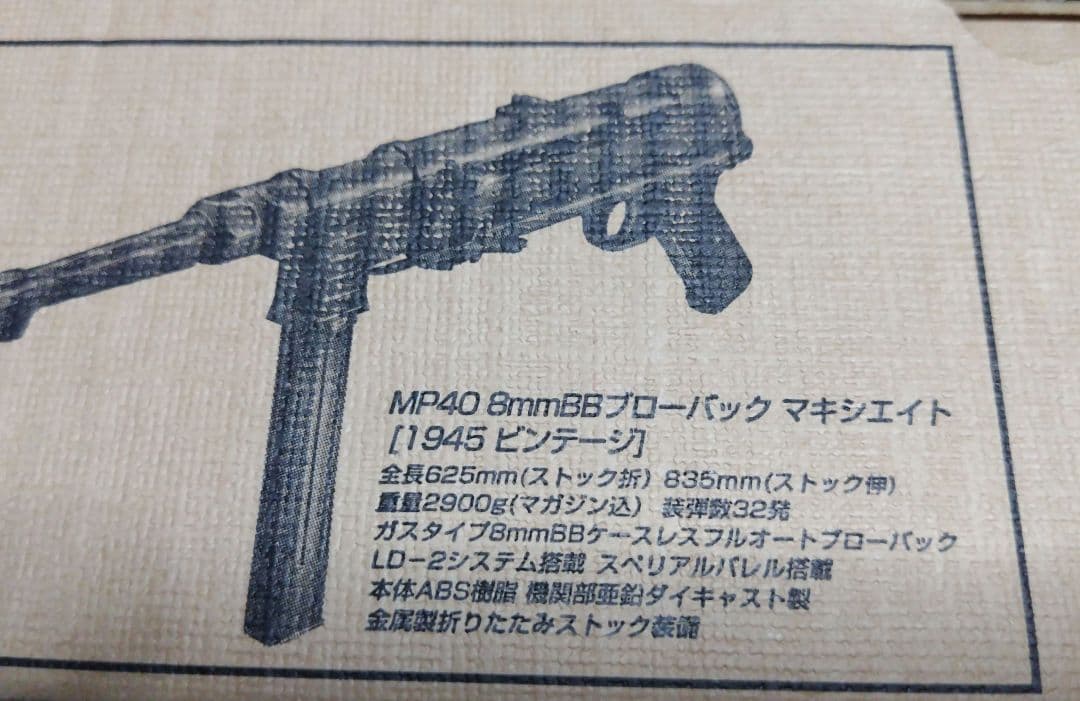 MP40 8mmBBブローバック マキシエイト
[1945 ビンテージ]
全長625mm(ストック折) 835mm(ストック伸)
重量2900g(マガジン込) 装弾数32発
ガスタイプ8mmBBケースレスフルオートブローバック
LD-2システム搭載 スペリアルバレル搭載
本体ABS樹脂 機関部亜鉛ダイキャスト製
金属製折りたたみストック装備